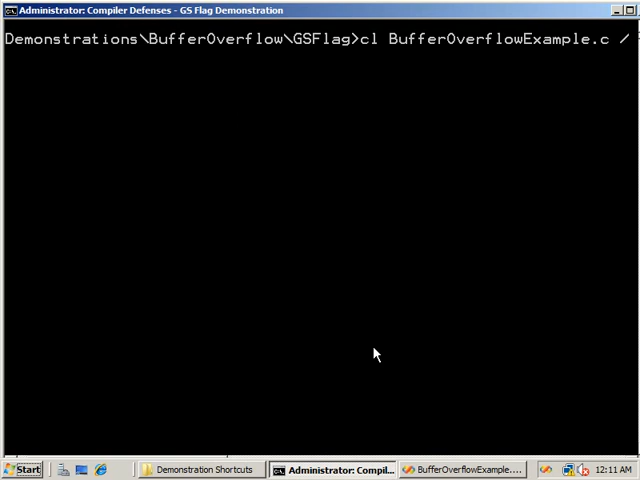 Administrator: Compiler Defenses - GS Flag Demonstration
Demonstrations\BufferOverflow\GSFlag>cl BufferOverflowExample.c /
Start
Demonstration Shortcuts
Administrator: Compil...
BufferOverflowExample....
12:11 AM